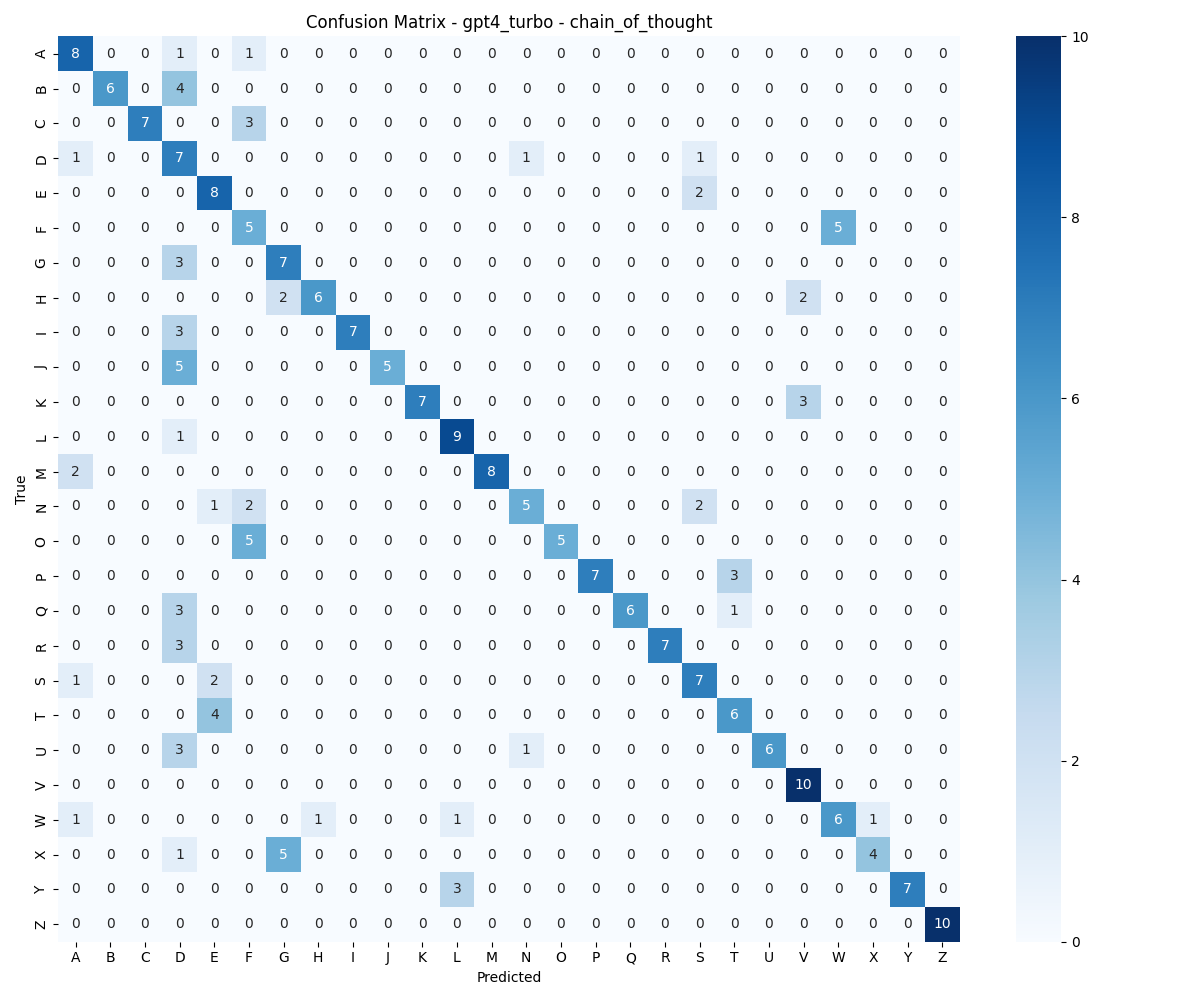 Confusion Matrix - gpt4_turbo - chain_of_thought
A 8 0 0 1 0 1 0 0 0 0 0 0 0 0 0 0 0 0 0 0 0 0 0 0 0 0
B 0 6 0 4 0 0 0 0 0 0 0 0 0 0 0 0 0 0 0 0 0 0 0 0 0 0
C 0 0 7 0 0 3 0 0 0 0 0 0 0 0 0 0 0 0 0 0 0 0 0 0 0 0
D 1 0 0 7 0 0 0 0 0 0 0 0 0 1 0 0 0 0 1 0 0 0 0 0 0 0
E 0 0 0 0 8 0 0 0 0 0 0 0 0 0 0 0 0 0 2 0 0 0 0 0 0 0
F 0 0 0 0 0 5 0 0 0 0 0 0 0 0 0 0 0 0 0 0 0 0 5 0 0 0
G 0 0 0 3 0 0 7 0 0 0 0 0 0 0 0 0 0 0 0 0 0 0 0 0 0 0
H 0 0 0 0 0 0 2 6 0 0 0 0 0 0 0 0 0 0 0 0 0 2 0 0 0 0
I 0 0 0 3 0 0 0 0 7 0 0 0 0 0 0 0 0 0 0 0 0 0 0 0 0 0
J 0 0 0 5 0 0 0 0 0 5 0 0 0 0 0 0 0 0 0 0 0 0 0 0 0 0
K 0 0 0 0 0 0 0 0 0 0 7 0 0 0 0 0 0 0 0 0 0 3 0 0 0 0
L 0 0 0 1 0 0 0 0 0 0 0 9 0 0 0 0 0 0 0 0 0 0 0 0 0 0
M 2 0 0 0 0 0 0 0 0 0 0 0 8 0 0 0 0 0 0 0 0 0 0 0 0 0
N 0 0 0 0 1 2 0 0 0 0 0 0 0 5 0 0 0 0 2 0 0 0 0 0 0 0
O 0 0 0 0 0 5 0 0 0 0 0 0 0 0 5 0 0 0 0 0 0 0 0 0 0 0
P 0 0 0 0 0 0 0 0 0 0 0 0 0 0 0 7 0 0 0 3 0 0 0 0 0 0
Q 0 0 0 3 0 0 0 0 0 0 0 0 0 0 0 0 6 0 0 1 0 0 0 0 0 0
R 0 0 0 3 0 0 0 0 0 0 0 0 0 0 0 0 0 7 0 0 0 0 0 0 0 0
S 1 0 0 0 2 0 0 0 0 0 0 0 0 0 0 0 0 0 7 0 0 0 0 0 0 0
T 0 0 0 0 4 0 0 0 0 0 0 0 0 0 0 0 0 0 0 6 0 0 0 0 0 0
U 0 0 0 3 0 0 0 0 0 0 0 0 0 1 0 0 0 0 0 0 6 0 0 0 0 0
V 0 0 0 0 0 0 0 0 0 0 0 0 0 0 0 0 0 0 0 0 0 10 0 0 0 0
W 1 0 0 0 0 0 0 1 0 0 0 1 0 0 0 0 0 0 0 0 0 0 6 1 0 0
X 0 0 0 1 0 0 5 0 0 0 0 0 0 0 0 0 0 0 0 0 0 0 0 4 0 0
Y 0 0 0 0 0 0 0 0 0 0 0 3 0 0 0 0 0 0 0 0 0 0 0 0 7 0
Z 0 0 0 0 0 0 0 0 0 0 0 0 0 0 0 0 0 0 0 0 0 0 0 0 0 10
A B C D E F G H I J K L M N O P Q R S T U V W X Y Z
Predicted
True
10
8
6
4
2
0